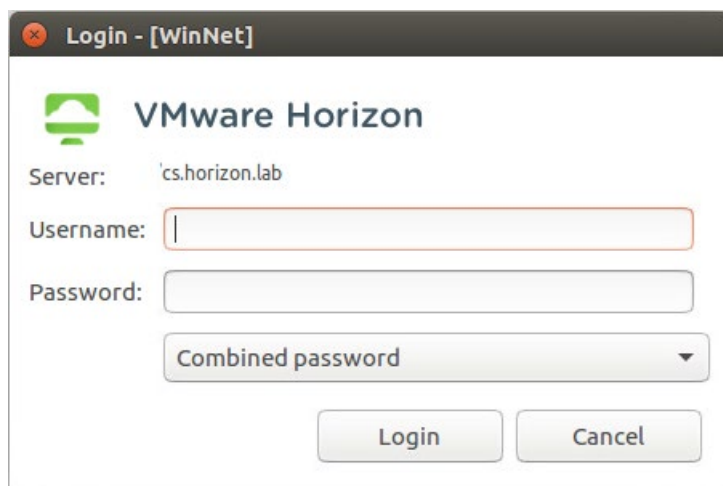 Login - [WinNet]
VMware Horizon
Server: cs.horizon.lab
Username:
Password:
Combined password
Login Cancel